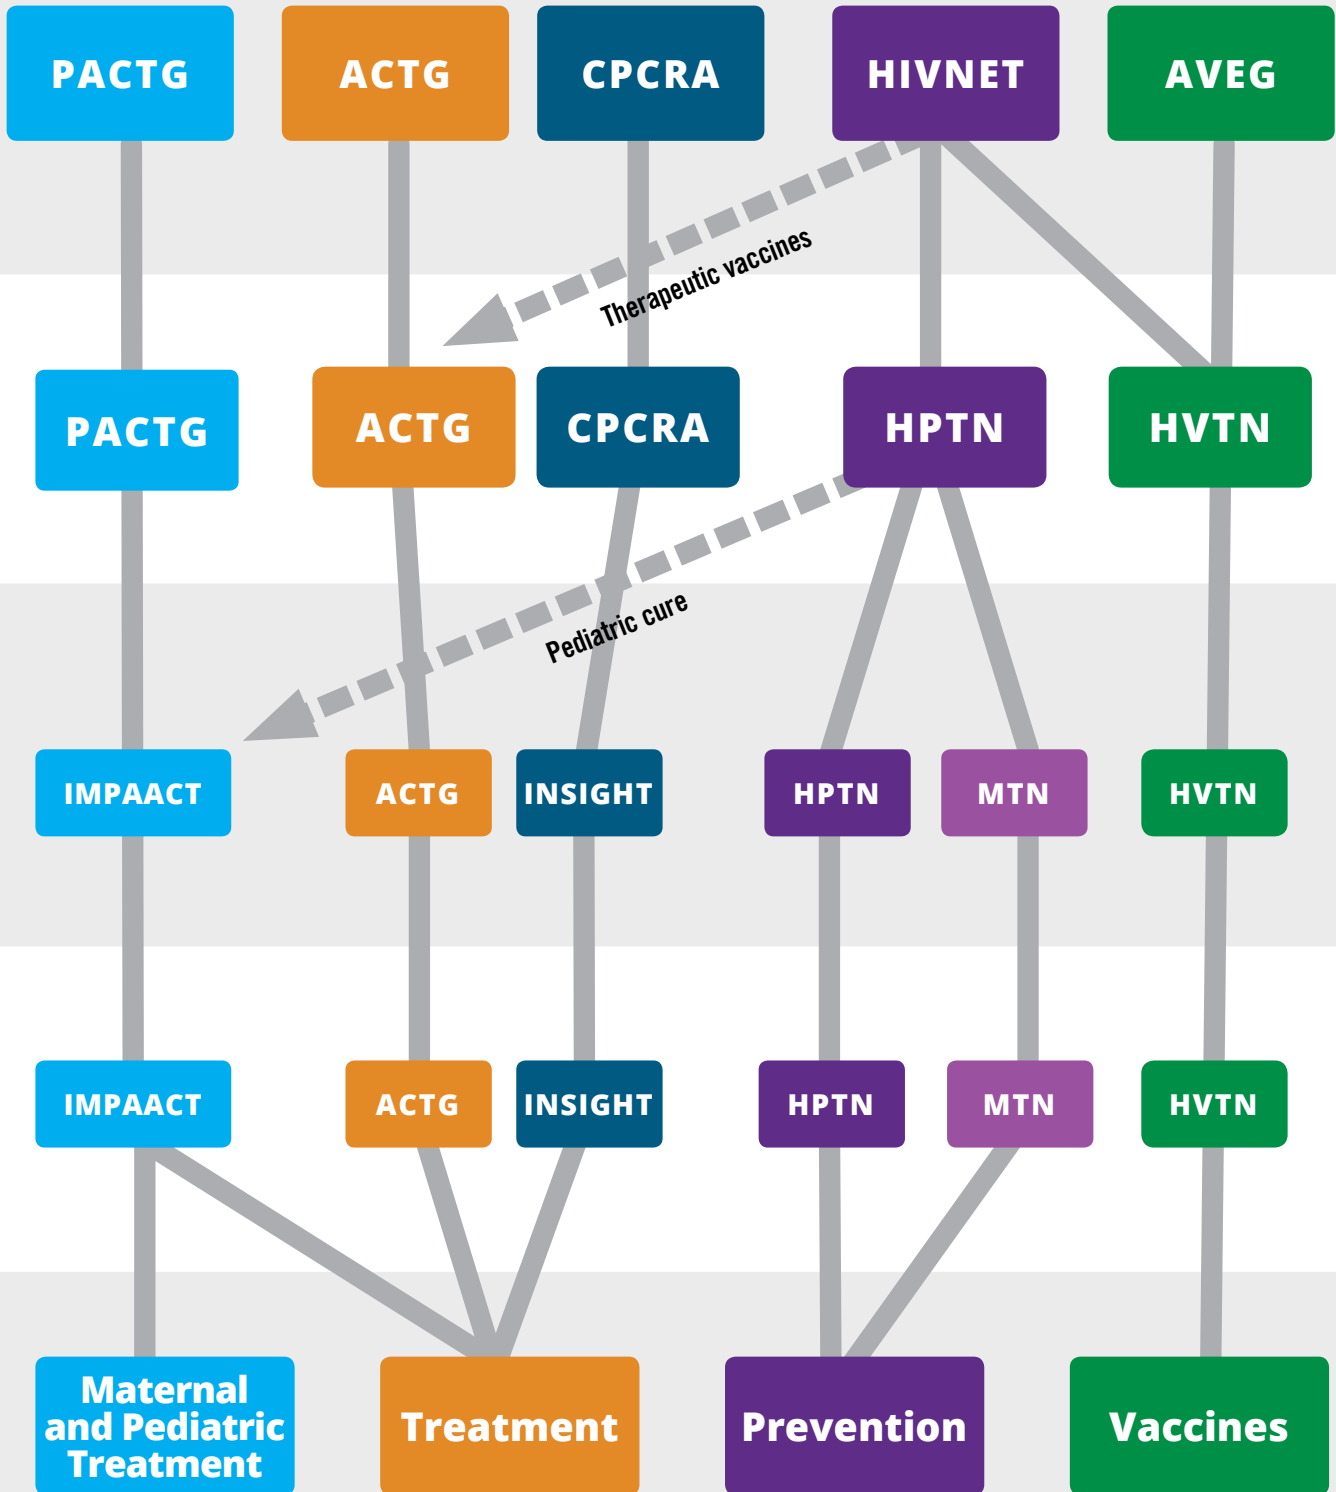 PACTG
ACTG
CPCRA
HIVNET
AVEG
Therapeutic vaccines
PACTG
ACTG
CPCRA
HPTN
HVTN
Pediatric cure
IMPAACT
ACTG
INSIGHT
HPTN
MTN
HVTN
IMPAACT
ACTG
INSIGHT
HPTN
MTN
HVTN
Maternal
and Pediatric
Treatment
Treatment
Prevention
Vaccines